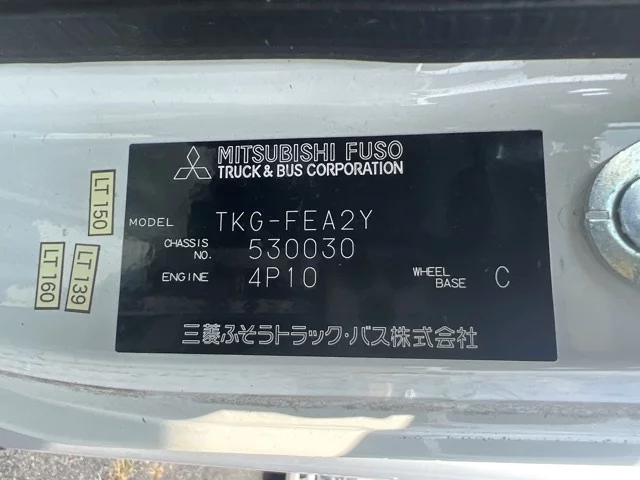 MITSUBISHI FUSO
TRUCK & BUS CORPORATION
MODEL TKG-FEA2Y
CHASSIS NO. 530030
ENGINE 4P10 WHEEL BASE C
三菱ふそうトラック・バス株式会社
LT 150
LT 139
LT 160